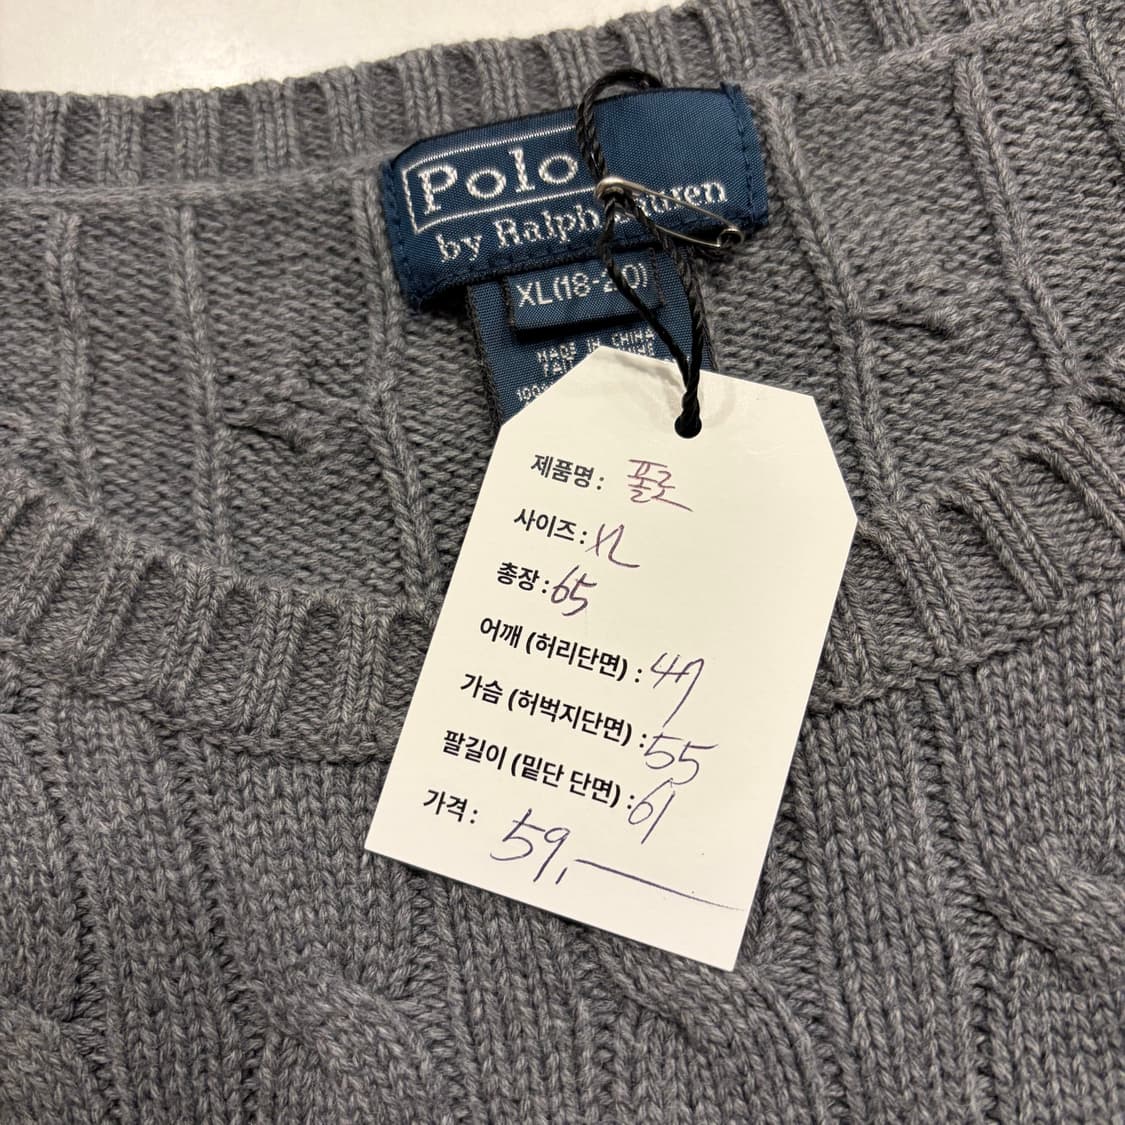 Polo
by Ralph Lauren
XL(18-20)
MADE IN CHINA
제품명 : 폴로
사이즈 : XL
총장 : 65
어깨 (허리단면) : 47
가슴 (허벅지단면) : 55
팔길이 (밑단 단면) : 61
가격 : 59,